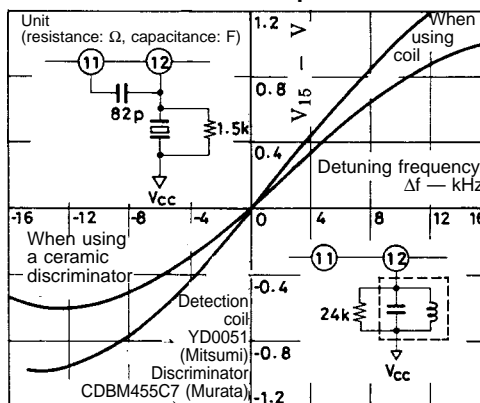 Unit
(resistance: Ω, capacitance: F)
11
12
82p
1.5k
Vcc
1.2
V15 — V
When
using
coil
0.8
0.4
Detuning frequency
Δf — kHz
-16
-12
-8
-4
0
4
8
12
16
When using
a ceramic
discriminator
11
12
24k
Vcc
-0.4
-0.8
-1.2
Detection
coil
YD0051
(Mitsumi)
Discriminator
CDBM455C7 (Murata)